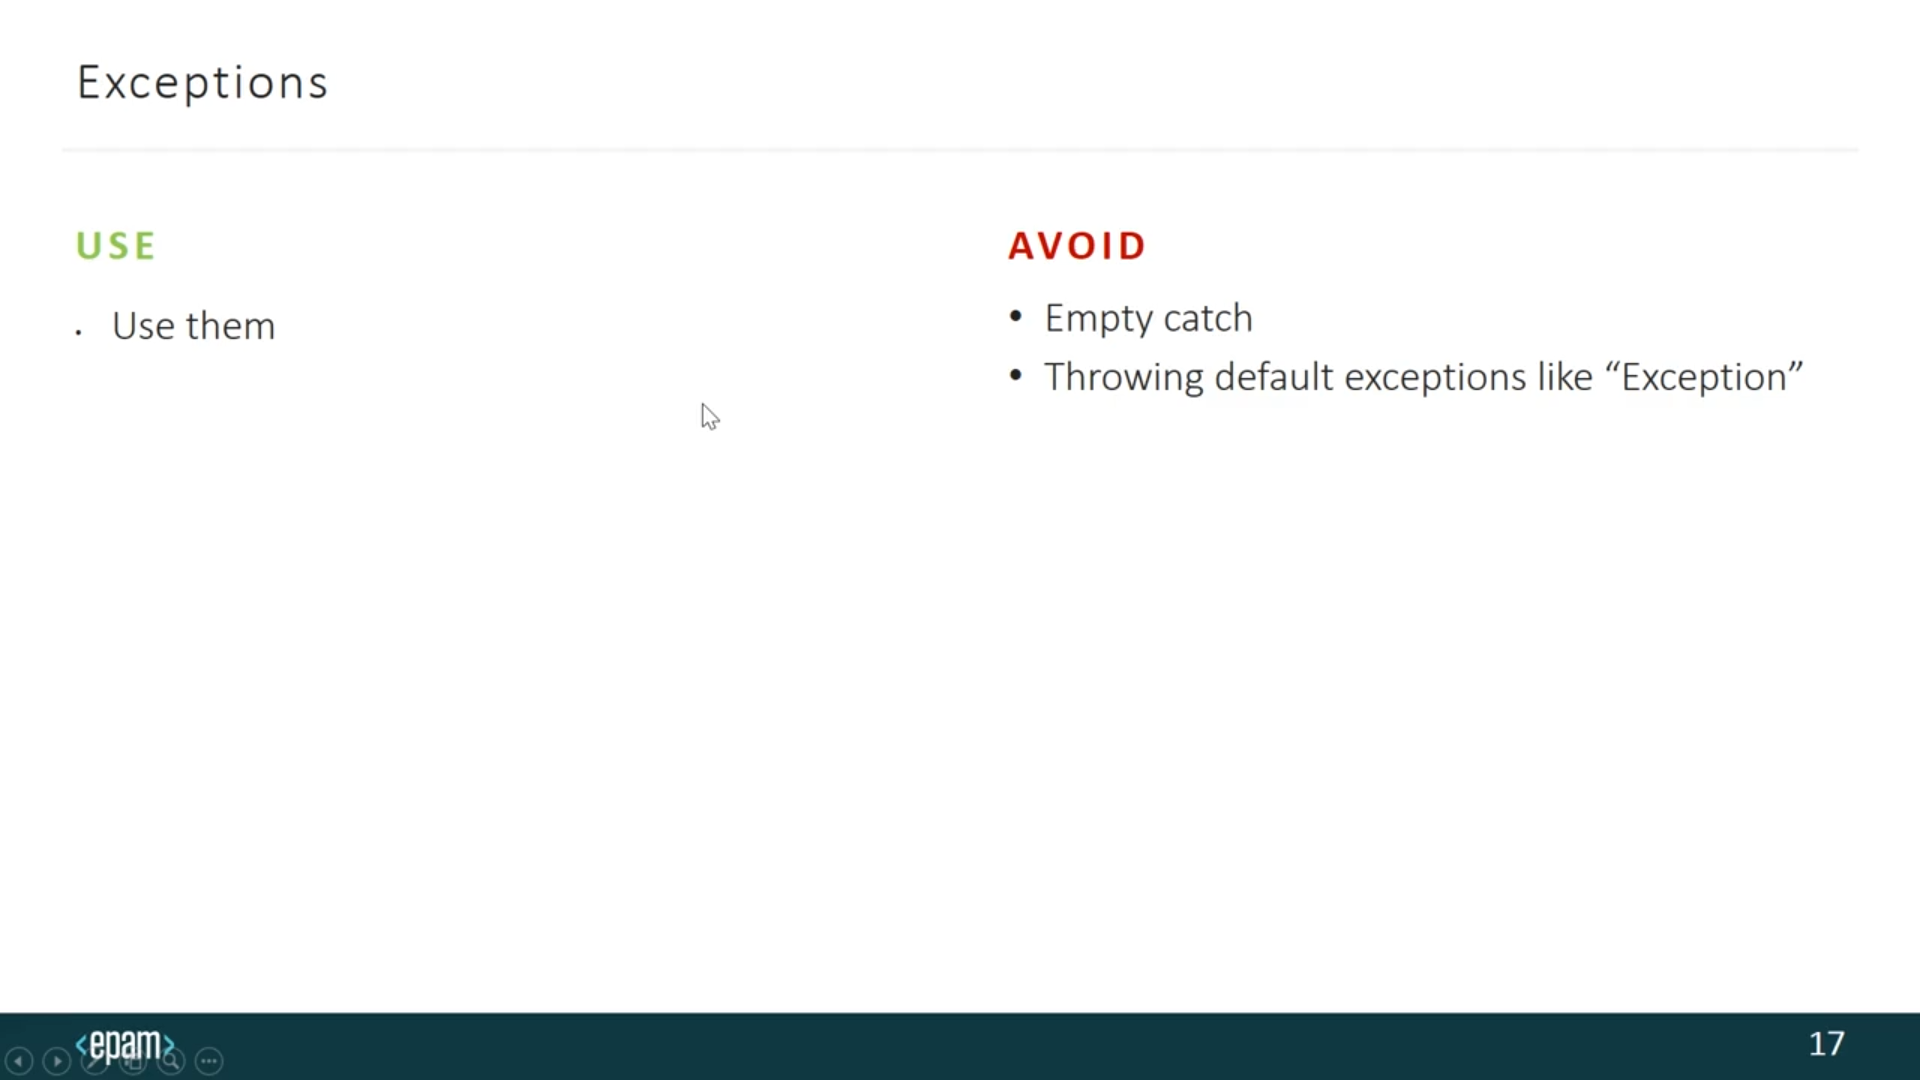 Exceptions
USE
• Use them
AVOID
• Empty catch
• Throwing default exceptions like “Exception”
<epam>
17